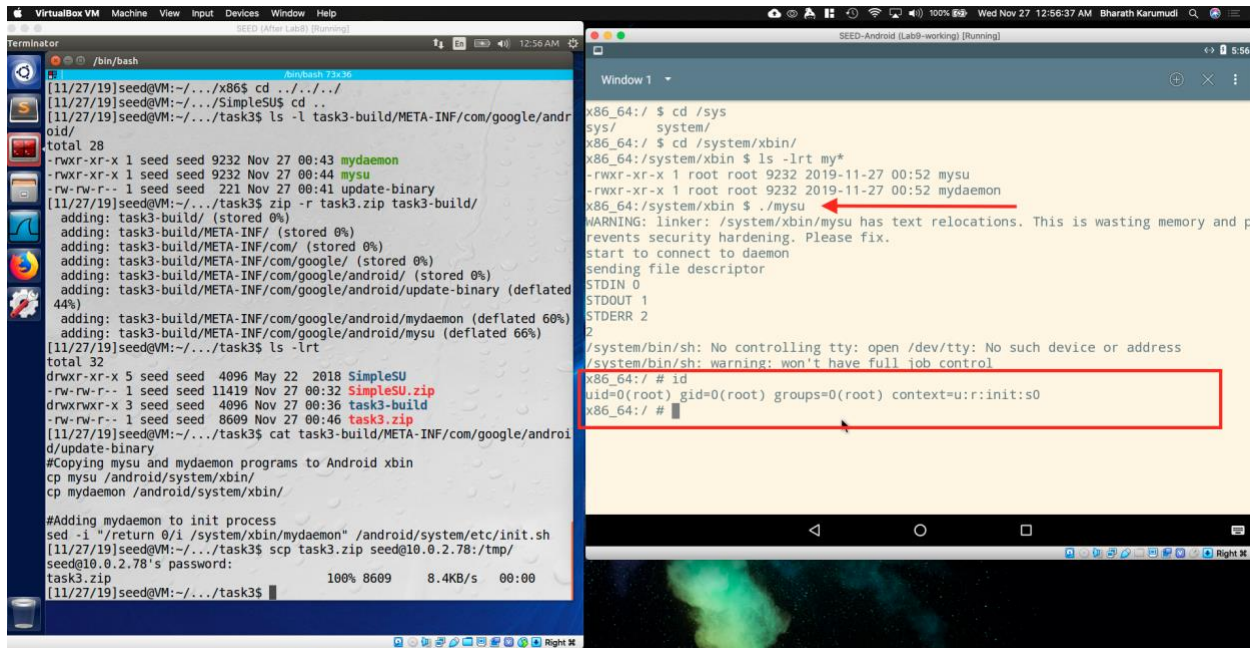 VirtualBox VM Machine View Input Devices Window Help
100% Wed Nov 27 12:56:37 AM Bharath Karumudi
SEED (After Lab8) [Running]
Terminator
En 12:56 AM
/bin/bash
/bin/bash 73x36
[11/27/19]seed@VM:~/.../x86$ cd ../../../
[11/27/19]seed@VM:~/.../SimpleSU$ cd ..
[11/27/19]seed@VM:~/.../task3$ ls -l task3-build/META-INF/com/google/andr
oid/
total 28
-rwxr-xr-x 1 seed seed 9232 Nov 27 00:43 mydaemon
-rwxr-xr-x 1 seed seed 9232 Nov 27 00:44 mysu
-rw-rw-r-- 1 seed seed  221 Nov 27 00:41 update-binary
[11/27/19]seed@VM:~/.../task3$ zip -r task3.zip task3-build/
adding: task3-build/ (stored 0%)
adding: task3-build/META-INF/ (stored 0%)
adding: task3-build/META-INF/com/ (stored 0%)
adding: task3-build/META-INF/com/google/ (stored 0%)
adding: task3-build/META-INF/com/google/android/ (stored 0%)
adding: task3-build/META-INF/com/google/android/update-binary (deflated
44%)
adding: task3-build/META-INF/com/google/android/mydaemon (deflated 60%)
adding: task3-build/META-INF/com/google/android/mysu (deflated 66%)
[11/27/19]seed@VM:~/.../task3$ ls -lrt
total 32
drwxr-xr-x 5 seed seed  4096 May 22  2018 SimpleSU
-rw-rw-r-- 1 seed seed 11419 Nov 27 00:32 SimpleSU.zip
drwxrwxr-x 3 seed seed  4096 Nov 27 00:36 task3-build
-rw-rw-r-- 1 seed seed  8609 Nov 27 00:46 task3.zip
[11/27/19]seed@VM:~/.../task3$ cat task3-build/META-INF/com/google/androi
d/update-binary
#Copying mysu and mydaemon programs to Android xbin
cp mysu /android/system/xbin/
cp mydaemon /android/system/xbin/
#Adding mydaemon to init process
sed -i "/return 0/i /system/xbin/mydaemon" /android/system/etc/init.sh
[11/27/19]seed@VM:~/.../task3$ scp task3.zip seed@10.0.2.78:/tmp/
seed@10.0.2.78's password:
task3.zip 100% 8609 8.4KB/s 00:00
[11/27/19]seed@VM:~/.../task3$
Right ⌘
SEED-Android (Lab9-working) [Running]
5:56
Window 1
x86_64:/ $ cd /sys
sys/ system/
x86_64:/ $ cd /system/xbin/
x86_64:/system/xbin $ ls -lrt my*
-rwxr-xr-x 1 root root 9232 2019-11-27 00:52 mysu
-rwxr-xr-x 1 root root 9232 2019-11-27 00:52 mydaemon
x86_64:/system/xbin $ ./mysu
WARNING: linker: /system/xbin/mysu has text relocations. This is wasting memory and p
revents security hardening. Please fix.
start to connect to daemon
sending file descriptor
STDIN 0
STDOUT 1
STDERR 2
2
/system/bin/sh: No controlling tty: open /dev/tty: No such device or address
/system/bin/sh: warning: won't have full job control
x86_64:/ # id
uid=0(root) gid=0(root) groups=0(root) context=u:r:init:s0
x86_64:/ #
Right ⌘